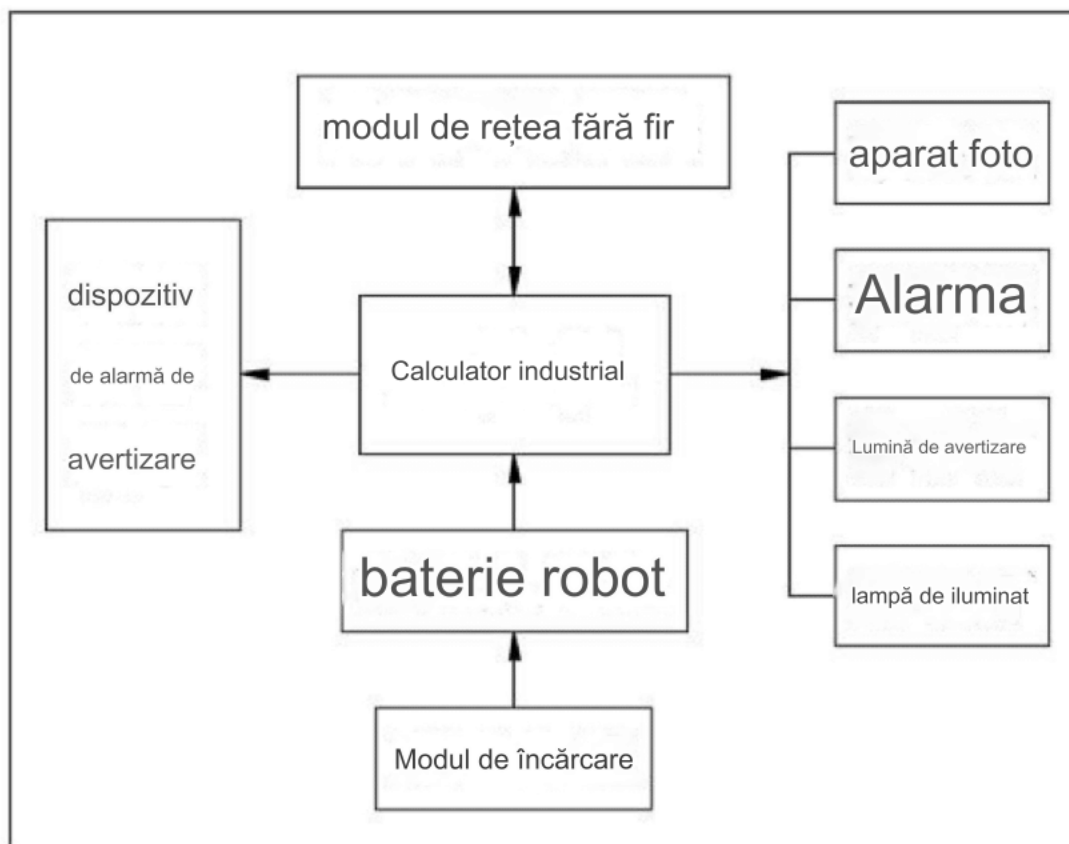 modul de rețea fără fir
aparat foto
dispozitiv
de alarmă de
avertizare
Alarma
Calculator industrial
Lumină de avertizare
baterie robot
lampă de iluminat
Modul de încărcare